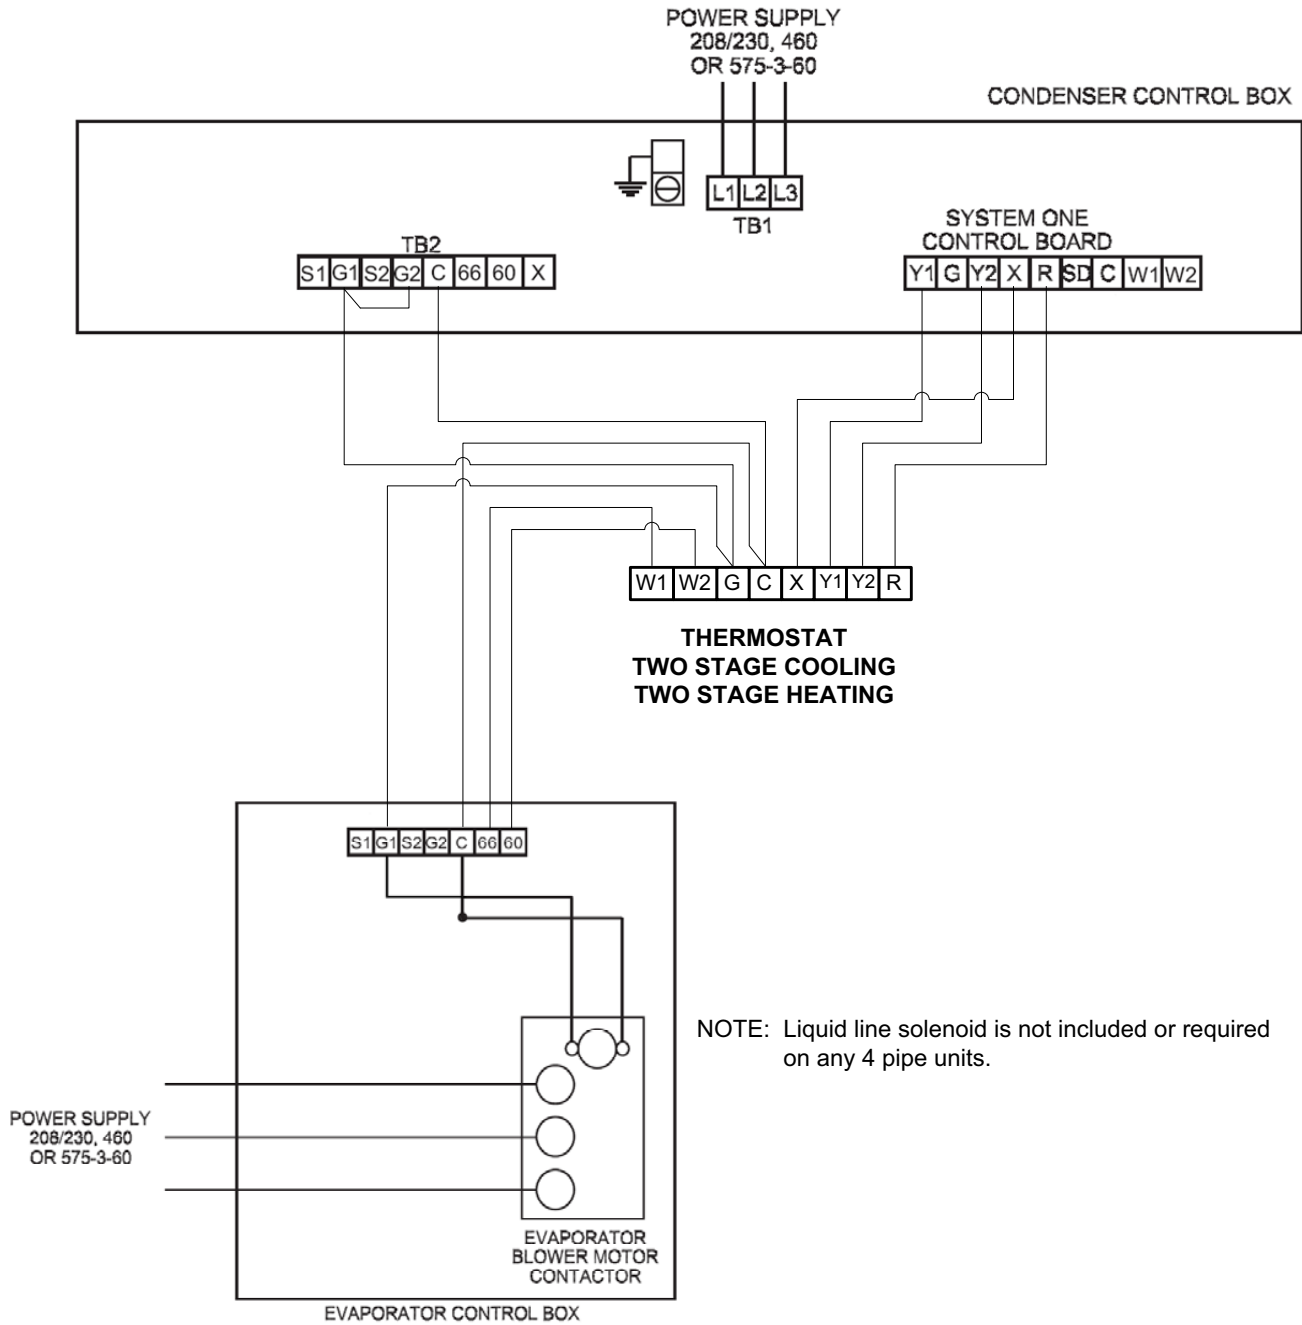 POWER SUPPLY
208/230, 460
OR 575-3-60
CONDENSER CONTROL BOX
L1 L2 L3
TB1
SYSTEM ONE
CONTROL BOARD
TB2
S1 G1 S2 G2 C 66 60 X
Y1 G Y2 X R SD C W1 W2
W1 W2 G C X Y1 Y2 R
THERMOSTAT
TWO STAGE COOLING
TWO STAGE HEATING
S1 G1 S2 G2 C 66 60
NOTE: Liquid line solenoid is not included or required
on any 4 pipe units.
POWER SUPPLY
208/230, 460
OR 575-3-60
EVAPORATOR
BLOWER MOTOR
CONTACTOR
EVAPORATOR CONTROL BOX